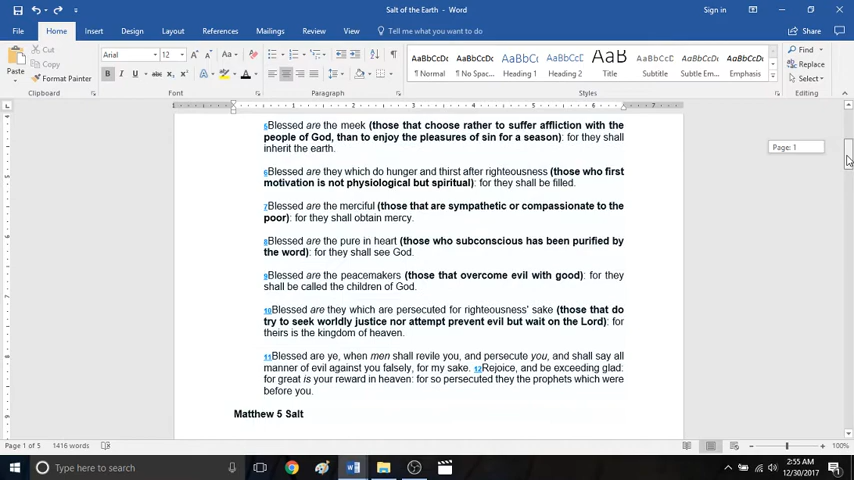 Salt of the Earth - Word
Sign in
File Home Insert Design Layout References Mailings Review View Tell me what you want to do Share
Paste Cut Copy Format Painter Clipboard
Arial 12 Font
Paragraph
AaBbCcDc AaBbCcDc AaBbC AaBbCcC AaB AaBbCcC AaBbCcD AaBbCcD
¶ Normal ¶ No Spac... Heading 1 Heading 2 Title Subtitle Subtle Em... Emphasis
Styles
Find Replace Select Editing
Page: 1
5Blessed are the meek (those that choose rather to suffer affliction with the
people of God, than to enjoy the pleasures of sin for a season): for they shall
inherit the earth.
6Blessed are they which do hunger and thirst after righteousness (those who first
motivation is not physiological but spiritual): for they shall be filled.
7Blessed are the merciful (those that are sympathetic or compassionate to the
poor): for they shall obtain mercy.
8Blessed are the pure in heart (those who subconscious has been purified by
the word): for they shall see God.
9Blessed are the peacemakers (those that overcome evil with good): for they
shall be called the children of God.
10Blessed are they which are persecuted for righteousness' sake (those that do
try to seek worldly justice nor attempt prevent evil but wait on the Lord): for
theirs is the kingdom of heaven.
11Blessed are ye, when men shall revile you, and persecute you, and shall say all
manner of evil against you falsely, for my sake. 12Rejoice, and be exceeding glad:
for great is your reward in heaven: for so persecuted they the prophets which were
before you.
Matthew 5 Salt
Page 1 of 5 1416 words 100%
Type here to search
2:55 AM
12/30/2017